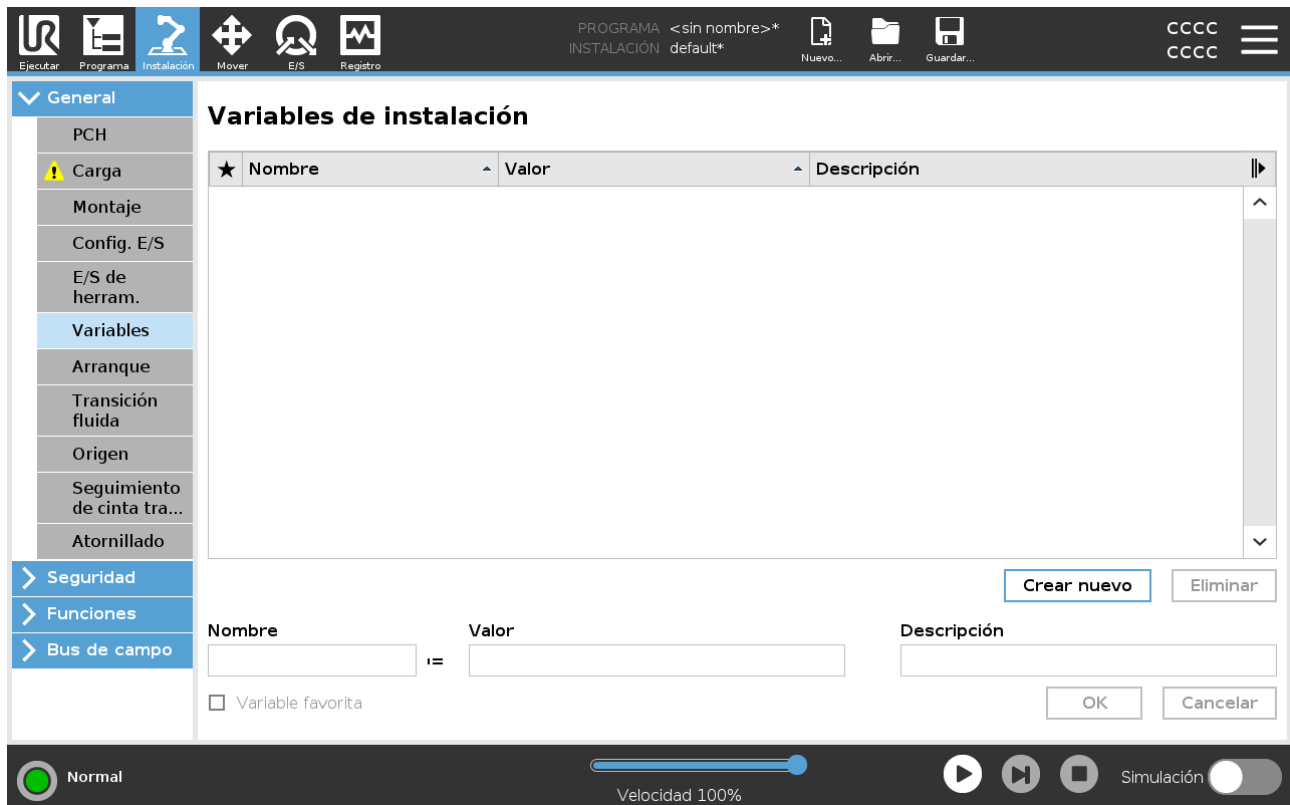 PROGRAMA <sin nombre>*
INSTALACIÓN default*
CCCC
CCCC
Ejecutar Programa Instalación Mover E/S Registro Nuevo... Abrir... Guardar...
General
PCH
Carga
Montaje
Config. E/S
E/S de
herram.
Variables
Arranque
Transición
fluida
Origen
Seguimiento
de cinta tra...
Atornillado
Seguridad
Funciones
Bus de campo
Variables de instalación
★ Nombre Valor Descripción
Crear nuevo Eliminar
Nombre Valor Descripción
:=
Variable favorita OK Cancelar
Normal Velocidad 100% Simulación